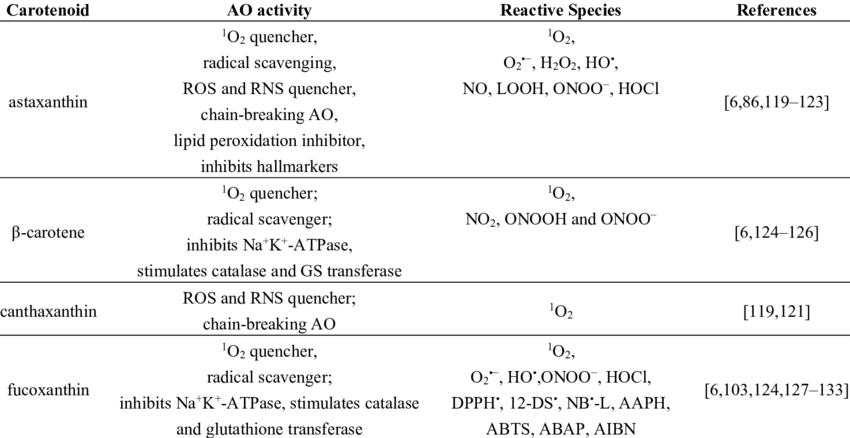 Carotenoid AO activity Reactive Species References
¹O₂ quencher, ¹O₂,
radical scavenging, O₂•⁻, H₂O₂, HO•,
ROS and RNS quencher, NO, LOOH, ONOO⁻, HOCl
astaxanthin [6,86,119–123]
chain-breaking AO,
lipid peroxidation inhibitor,
inhibits hallmarkers
¹O₂ quencher; ¹O₂,
radical scavenger; NO₂, ONOOH and ONOO⁻
β-carotene [6,124–126]
inhibits Na⁺K⁺-ATPase,
stimulates catalase and GS transferase
ROS and RNS quencher;
canthaxanthin ¹O₂ [119,121]
chain-breaking AO
¹O₂ quencher, ¹O₂,
radical scavenger; O₂•⁻, HO•,ONOO⁻, HOCl,
fucoxanthin [6,103,124,127–133]
inhibits Na⁺K⁺-ATPase, stimulates catalase DPPH•, 12-DS•, NB•-L, AAPH,
and glutathione transferase ABTS, ABAP, AIBN